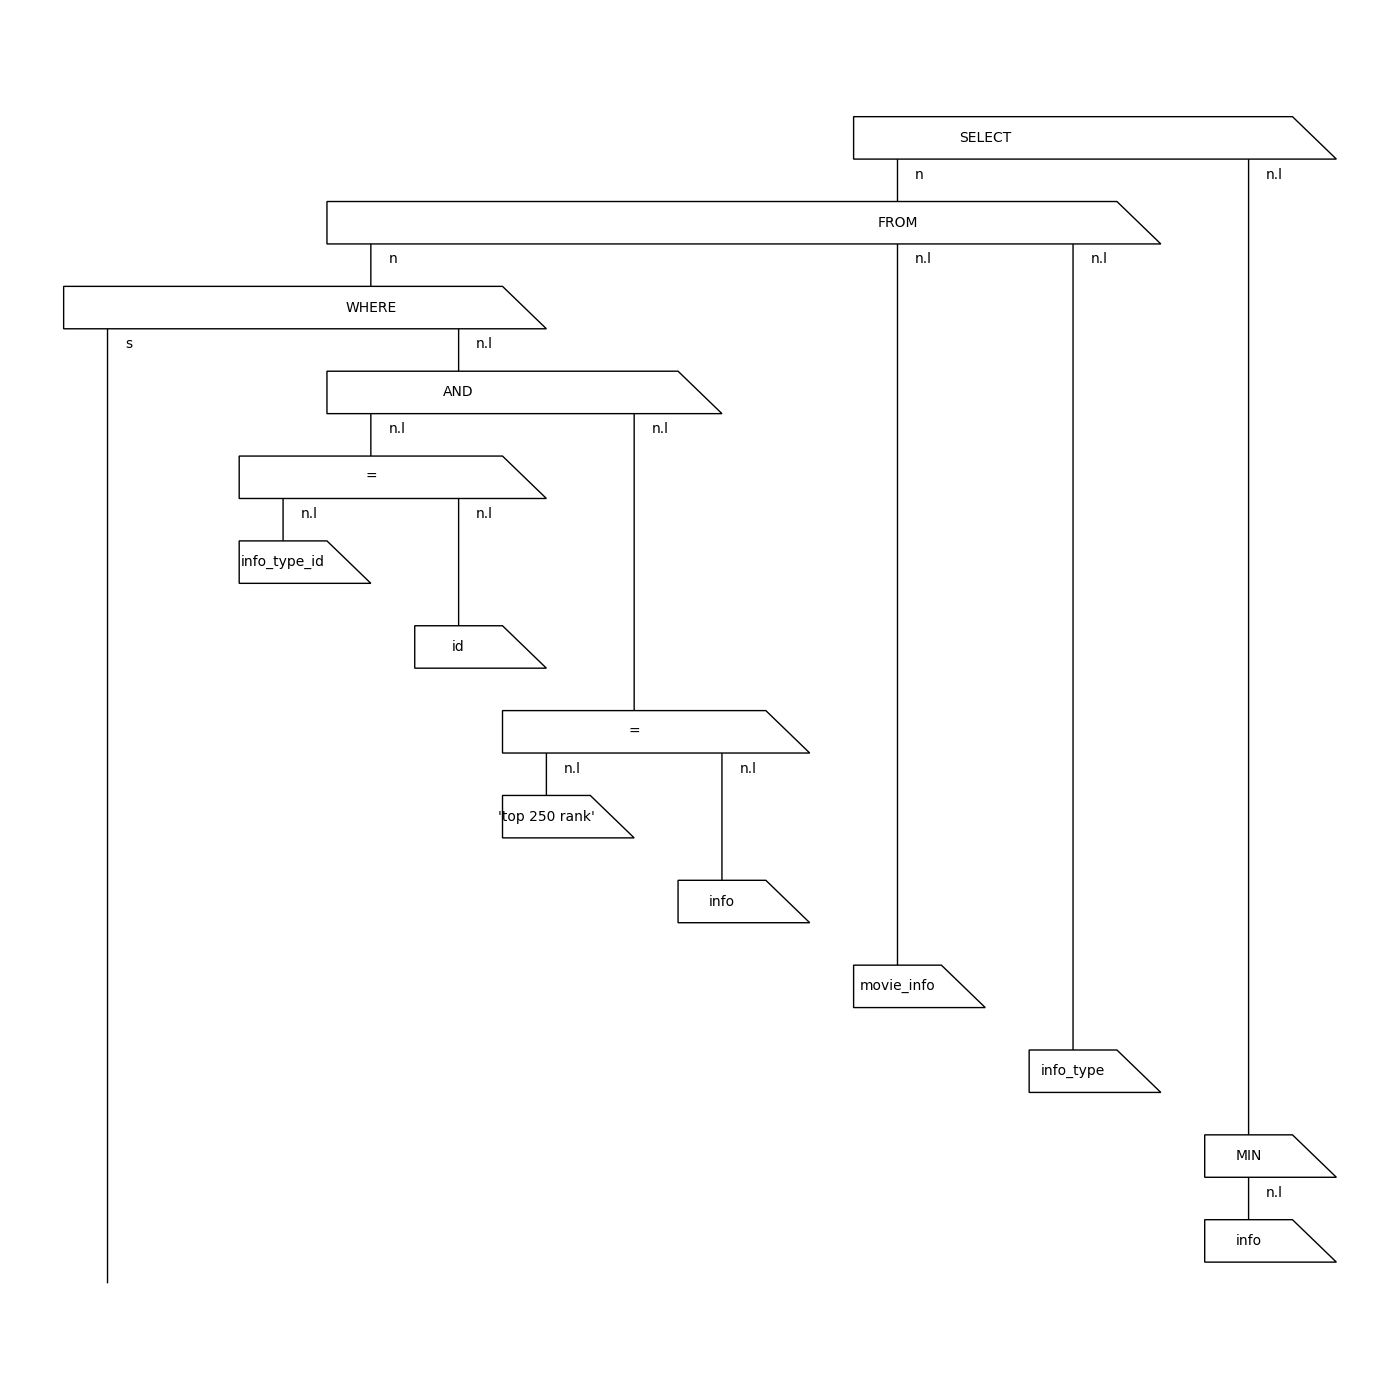 SELECT
n n.l
FROM
n n.l n.l
WHERE
s n.l
AND
n.l n.l
=
n.l n.l
info_type_id
id
=
n.l n.l
'top 250 rank'
info
movie_info
info_type
MIN
n.l
info